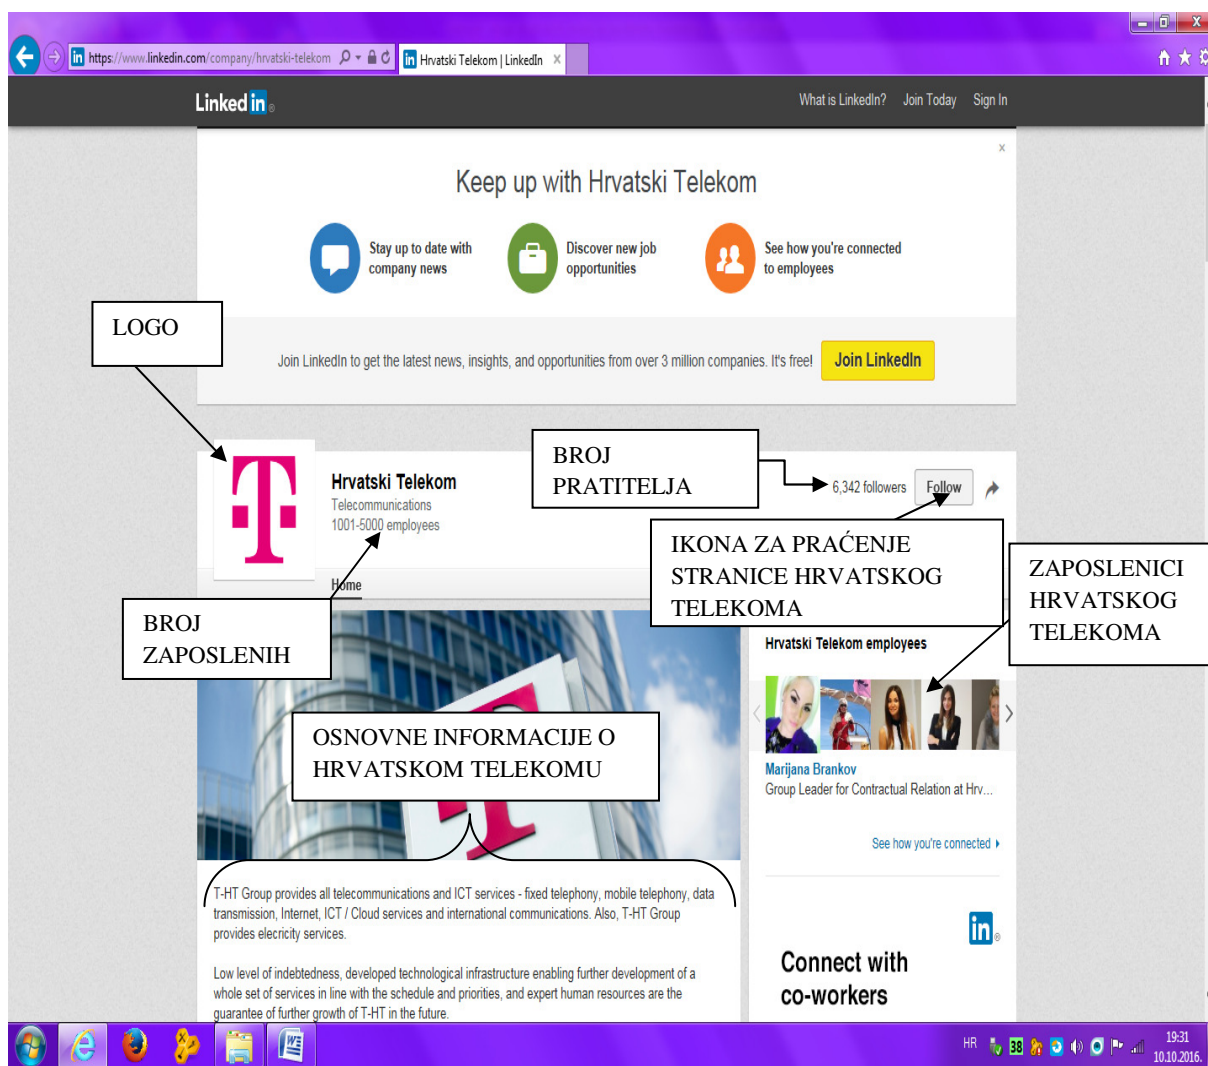 https://www.linkedin.com/company/hrvatski-telekom
Hrvatski Telekom | LinkedIn
Linked in
What is LinkedIn? Join Today Sign In
Keep up with Hrvatski Telekom
Stay up to date with
company news
Discover new job
opportunities
See how you're connected
to employees
LOGO
Join LinkedIn to get the latest news, insights, and opportunities from over 3 million companies. It's free!
Join LinkedIn
BROJ
PRATITELJA
Hrvatski Telekom
Telecommunications
1001-5000 employees
6,342 followers
Follow
IKONA ZA PRAĆENJE
STRANICE HRVATSKOG
TELEKOMA
ZAPOSLENICI
HRVATSKOG
TELEKOMA
Home
BROJ
ZAPOSLENIH
Hrvatski Telekom employees
OSNOVNE INFORMACIJE O
HRVATSKOM TELEKOMU
Marijana Brankov
Group Leader for Contractual Relation at Hrv...
See how you're connected
T-HT Group provides all telecommunications and ICT services - fixed telephony, mobile telephony, data
transmission, Internet, ICT / Cloud services and international communications. Also, T-HT Group
provides elecricity services.
Low level of indebtedness, developed technological infrastructure enabling further development of a
whole set of services in line with the schedule and priorities, and expert human resources are the
guarantee of further growth of T-HT in the future.
in
Connect with
co-workers
HR
38
19:31
10.10.2016.